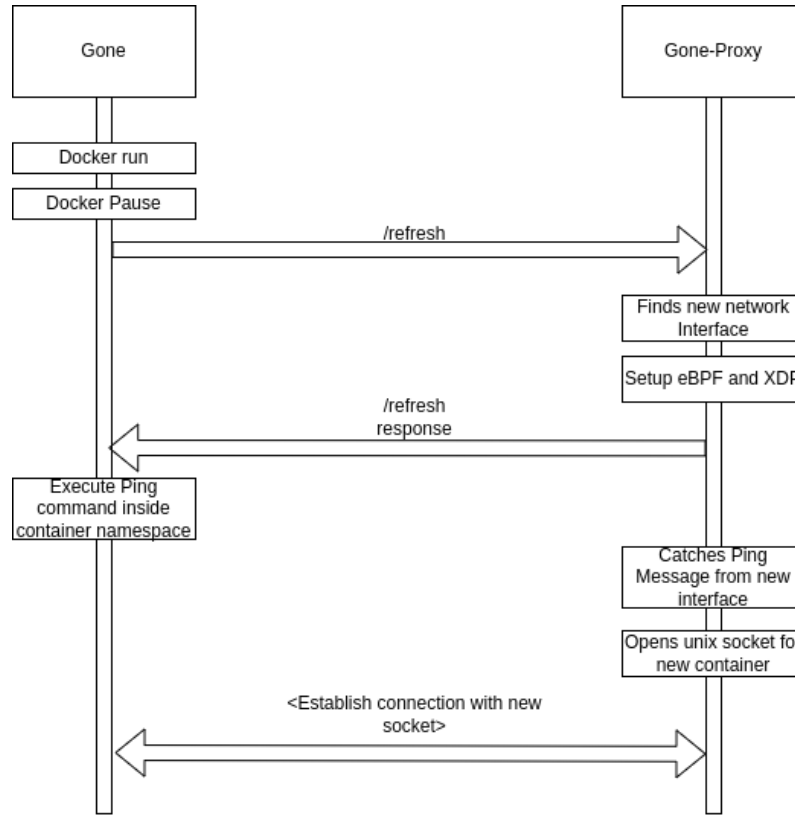 Gone
Gone-Proxy
Docker run
Docker Pause
/refresh
Finds new network
Interface
Setup eBPF and XDP
/refresh
response
Execute Ping
command inside
container namespace
Catches Ping
Message from new
interface
Opens unix socket fo
new container
<Establish connection with new
socket>